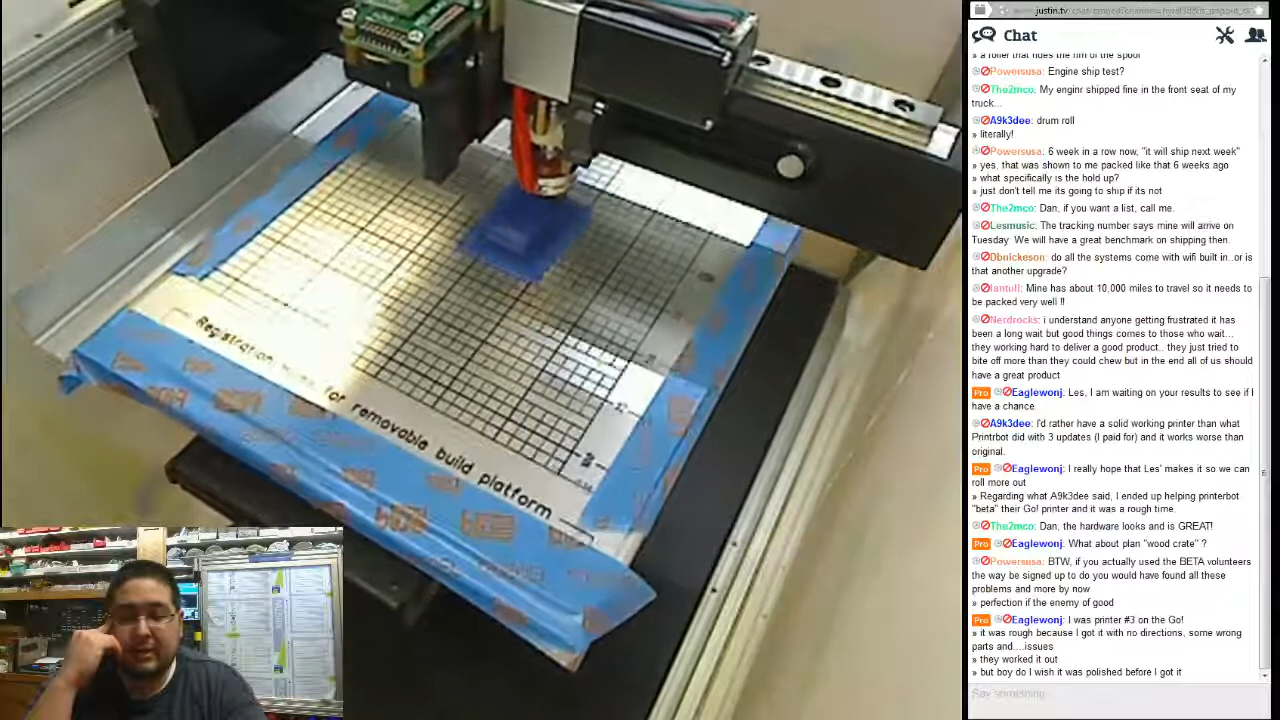 justin.tv
Chat
» a roller that rides the rim of the spool
Powersusa: Engine ship test?
The2mco: My enginr shipped fine in the front seat of my
truck...
A9k3dee: drum roll
» literally!
Powersusa: 6 week in a row now, "it will ship next week"
» yes, that was shown to me packed like that 6 weeks ago
» what specifically is the hold up?
» just don't tell me its going to ship if its not
The2mco: Dan, if you want a list, call me.
Lesmusic: The tracking number says mine will arrive on
Tuesday We will have a great benchmark on shipping then.
Dbnickeson: do all the systems come with wifi built in..or is
that another upgrade?
Iantull: Mine has about 10,000 miles to travel so it needs to
be packed very well !!
Nerdrocks: i understand anyone getting frustrated it has
been a long wait but good things comes to those who wait...
they working hard to deliver a good product.. they just tried to
bite off more than they could chew but in the end all of us should
have a great product
Pro Eaglewonj: Les, I am waiting on your results to see if I
have a chance.
A9k3dee: I'd rather have a solid working printer than what
Printrbot did with 3 updates (I paid for) and it works worse than
original.
Pro Eaglewonj: I really hope that Les' makes it so we can
roll more out
» Regarding what A9k3dee said, I ended up helping printerbot
"beta" their Go! printer and it was a rough time.
The2mco: Dan, the hardware looks and is GREAT!
Pro Eaglewonj: What about plan "wood crate" ?
Powersusa: BTW, if you actually used the BETA volunteers
the way be signed up to do you would have found all these
problems and more by now
» perfection if the enemy of good
Pro Eaglewonj: I was printer #3 on the Go!
» it was rough because I got it with no directions, some wrong
parts and....issues
» they worked it out
» but boy do I wish it was polished before I got it
Say something...
Registration
for removable build platform